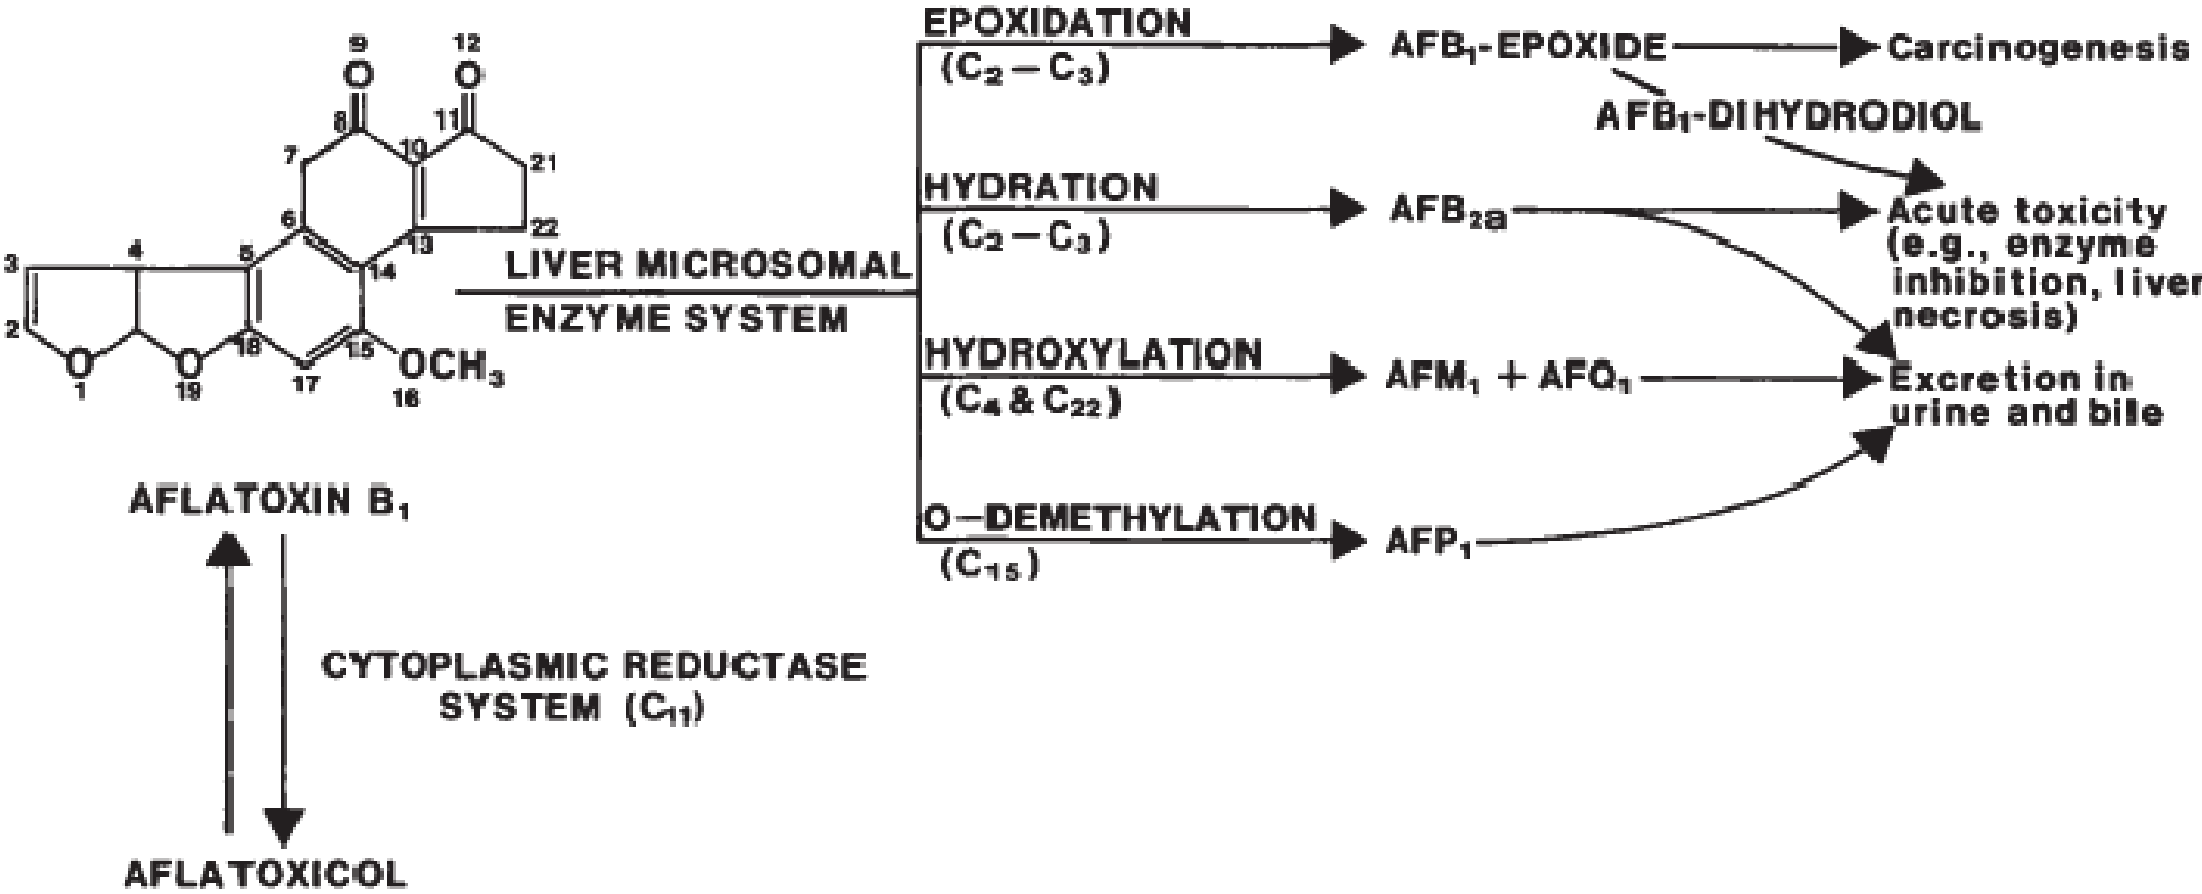 9
12
O
O
8
11
10
7
21
6
22
13
3
4
5
14
2
18
15
O
O
OCH3
1
19
17
16
AFLATOXIN B1
CYTOPLASMIC REDUCTASE
SYSTEM (C11)
AFLATOXICOL
LIVER MICROSOMAL
ENZYME SYSTEM
EPOXIDATION
(C2 – C3)
AFB1-EPOXIDE
Carcinogenesis
AFB1-DIHYDRODIOL
HYDRATION
(C2 – C3)
AFB2a
Acute toxicity
(e.g., enzyme
inhibition, liver
necrosis)
HYDROXYLATION
(C4 & C22)
AFM1 + AFQ1
Excretion in
urine and bile
O–DEMETHYLATION
(C15)
AFP1